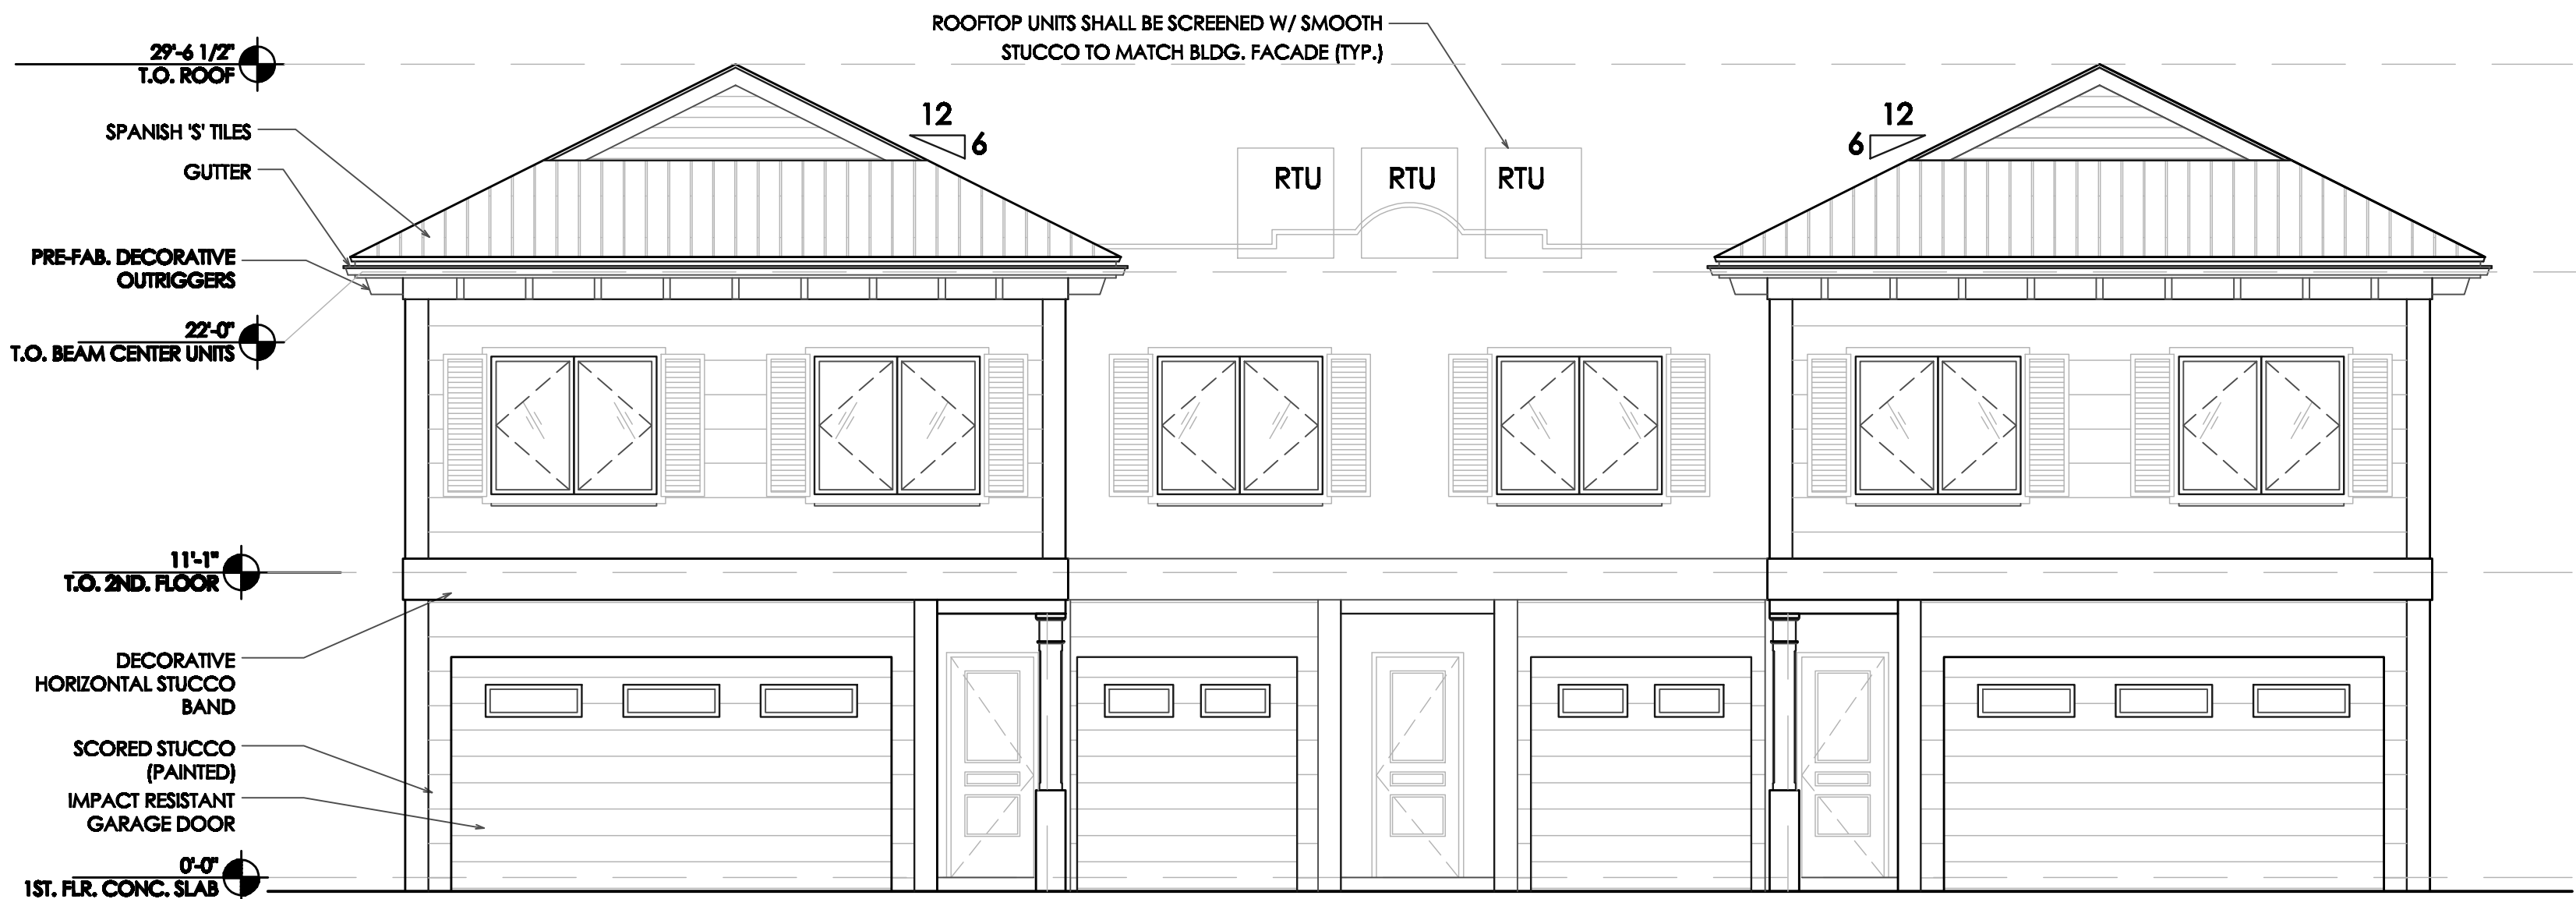 ROOFTOP UNITS SHALL BE SCREENED W/ SMOOTH
STUCCO TO MATCH BLDG. FACADE (TYP.)
29'-6 1/2"
T.O. ROOF
SPANISH 'S' TILES
GUTTER
PRE-FAB. DECORATIVE
OUTRIGGERS
22'-0"
T.O. BEAM CENTER UNITS
11'-1"
T.O. 2ND. FLOOR
DECORATIVE
HORIZONTAL STUCCO
BAND
SCORED STUCCO
(PAINTED)
IMPACT RESISTANT
GARAGE DOOR
0'-0"
1ST. FLR. CONC. SLAB
12
6
RTU
RTU
RTU
12
6